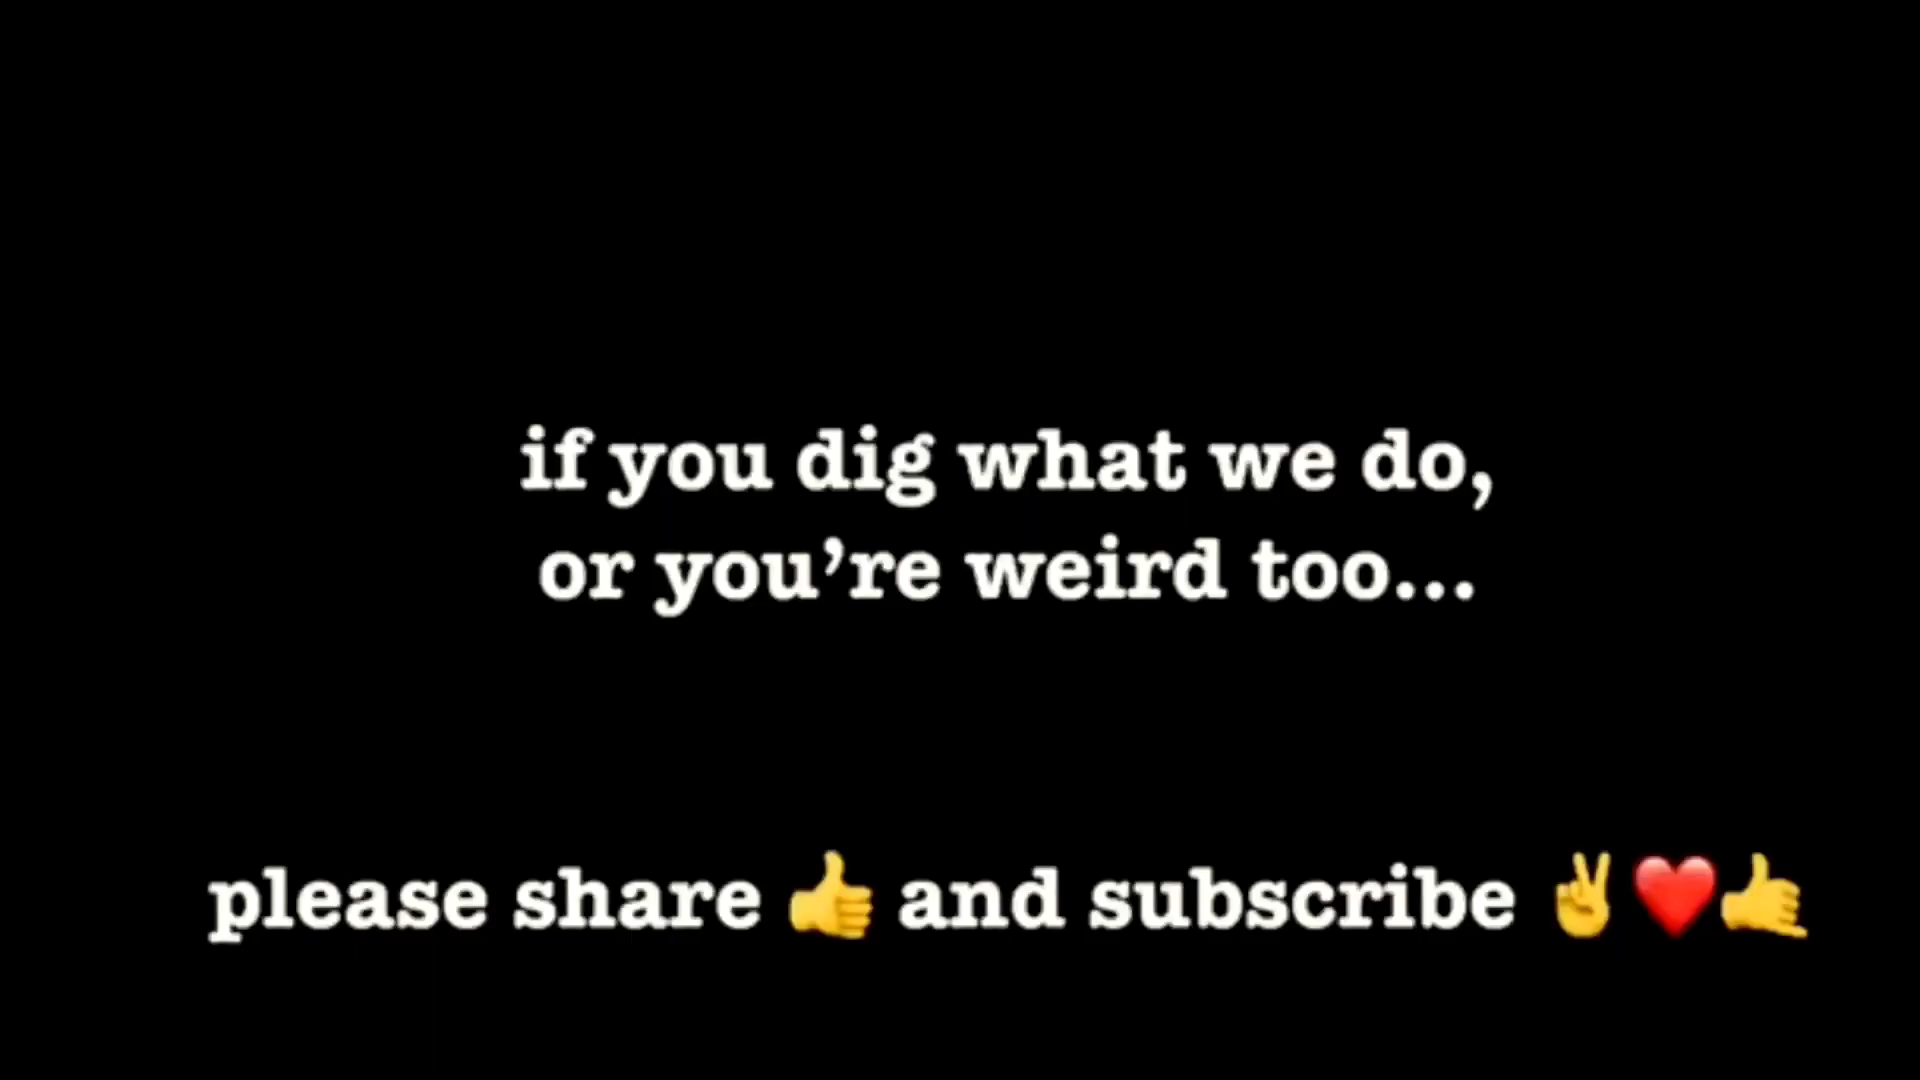 if you dig what we do,
or you’re weird too...
please share 👍 and subscribe ✌️❤️🤙